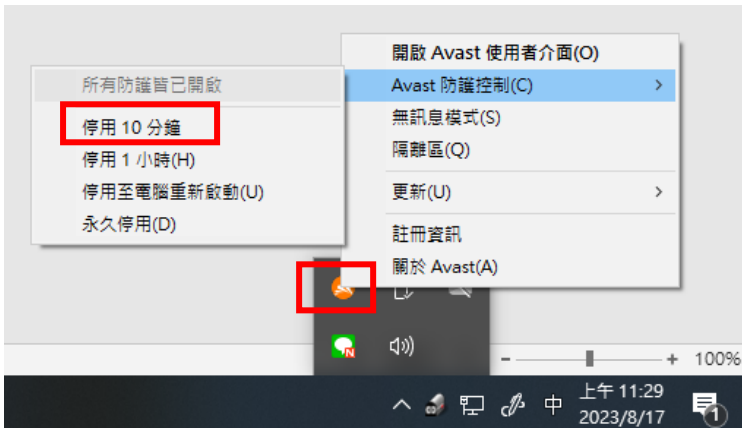 開啟 Avast 使用者介面(O)
Avast 防護控制(C)
無訊息模式(S)
隔離區(Q)
更新(U)
註冊資訊
關於 Avast(A)
所有防護皆已開啟
停用 10 分鐘
停用 1 小時(H)
停用至電腦重新啟動(U)
永久停用(D)
N
- + 100%
中
上午 11:29
2023/8/17
1